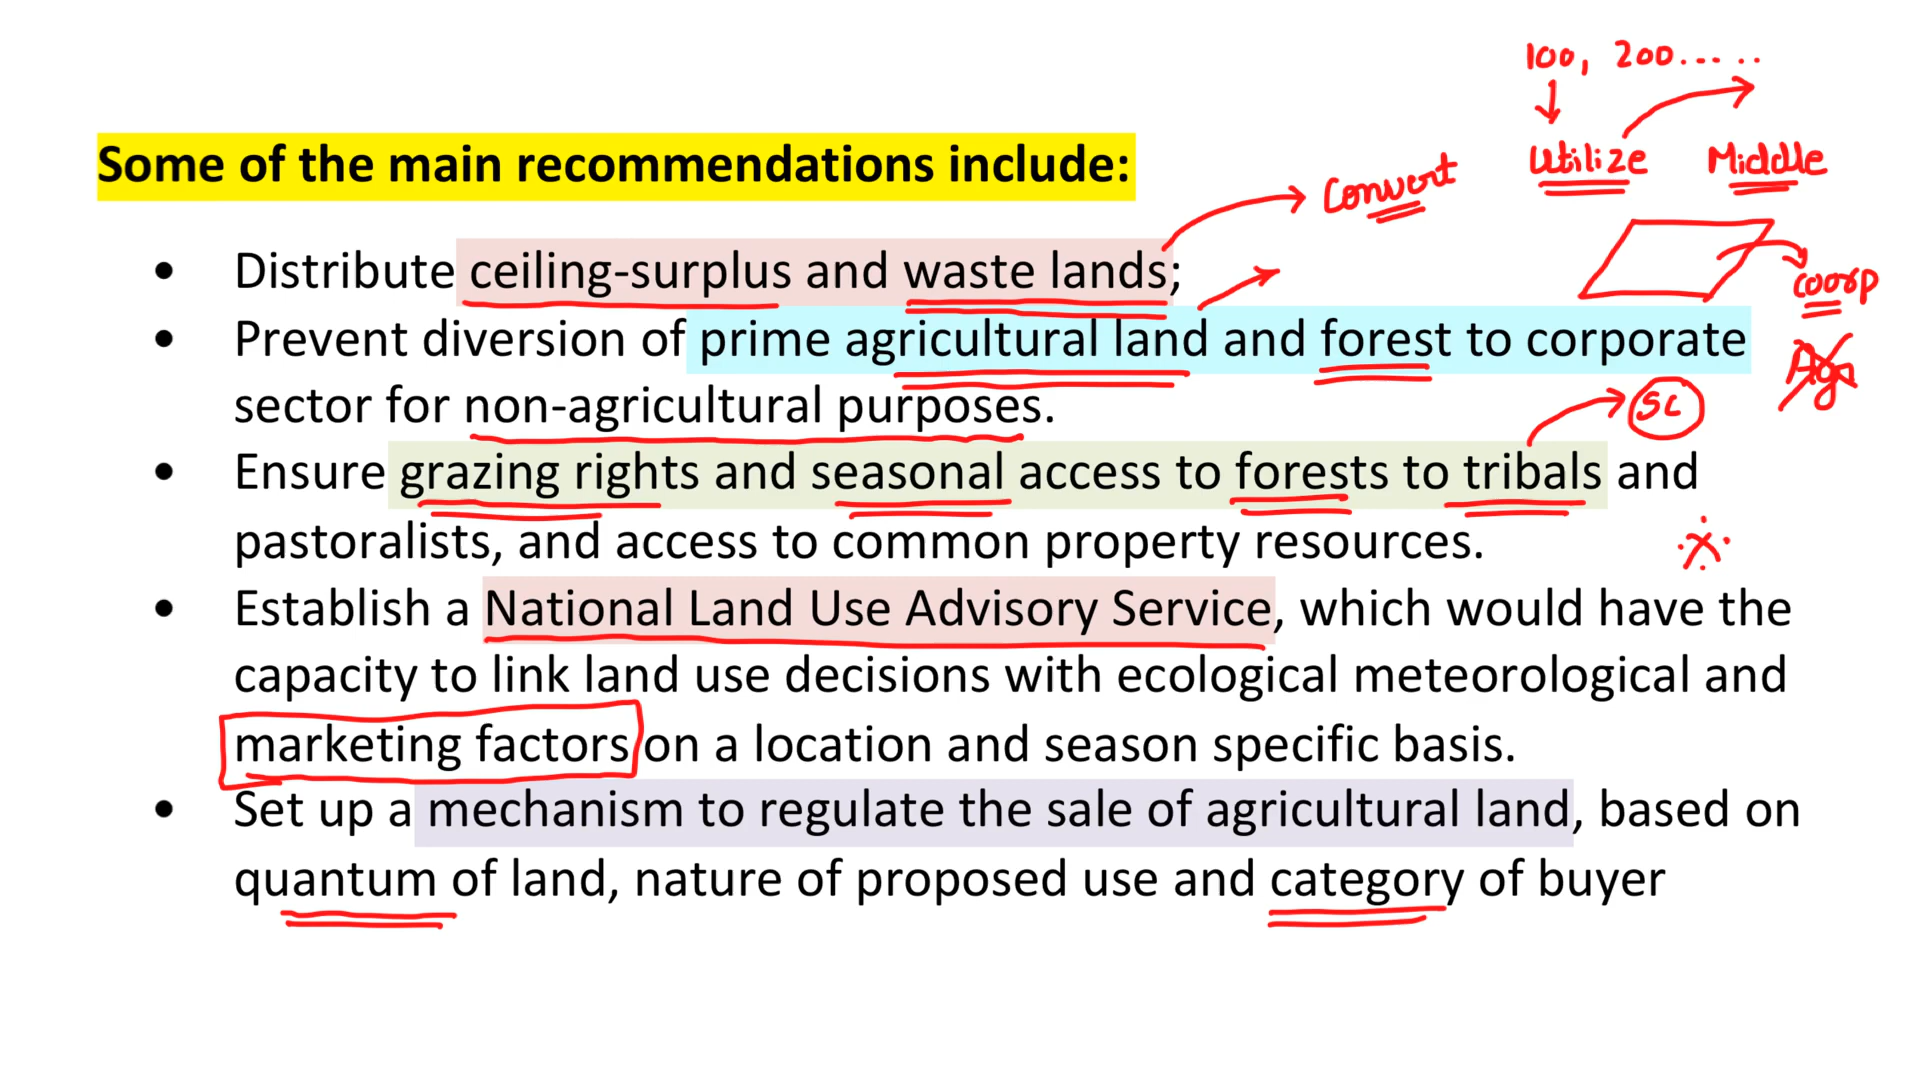 100, 200.... ..
Utilize Middle
Some of the main recommendations include:
Convert
• Distribute ceiling-surplus and waste lands;
• Prevent diversion of prime agricultural land and forest to corporate
sector for non-agricultural purposes.
SC
• Ensure grazing rights and seasonal access to forests to tribals and
pastoralists, and access to common property resources.
• Establish a National Land Use Advisory Service, which would have the
capacity to link land use decisions with ecological meteorological and
marketing factors on a location and season specific basis.
• Set up a mechanism to regulate the sale of agricultural land, based on
quantum of land, nature of proposed use and category of buyer